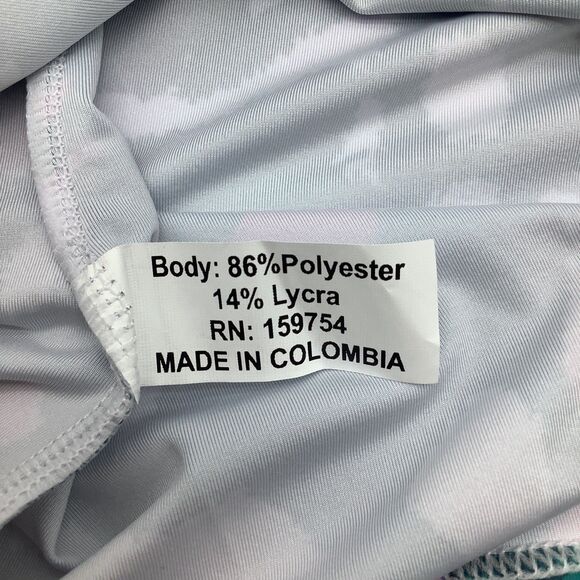 Body: 86%Polyester
14% Lycra
RN: 159754
MADE IN COLOMBIA